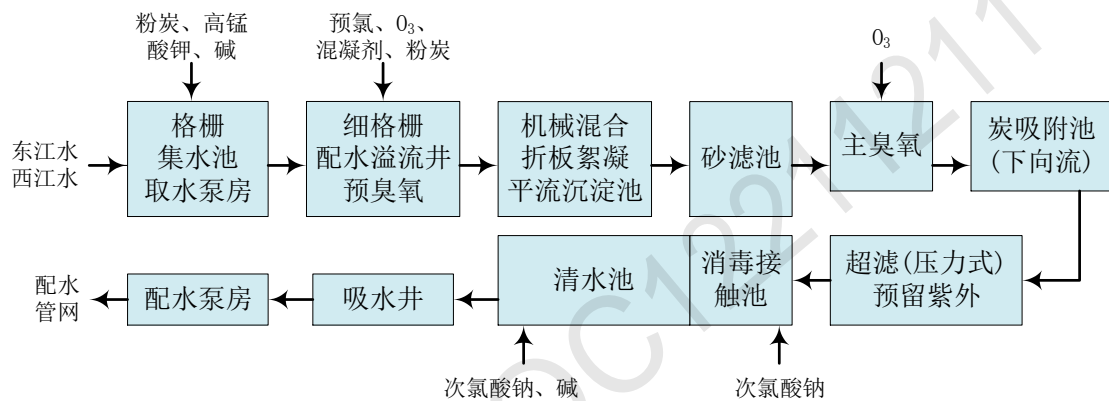 粉炭、高锰
酸钾、碱
预氯、O₃、
混凝剂、粉炭
O₃
东江水
西江水
格栅
集水池
取水泵房
细格栅
配水溢流井
预臭氧
机械混合
折板絮凝
平流沉淀池
砂滤池
主臭氧
炭吸附池
(下向流)
配水
管网
配水泵房
吸水井
清水池
消毒接
触池
超滤(压力式)
预留紫外
次氯酸钠、碱
次氯酸钠